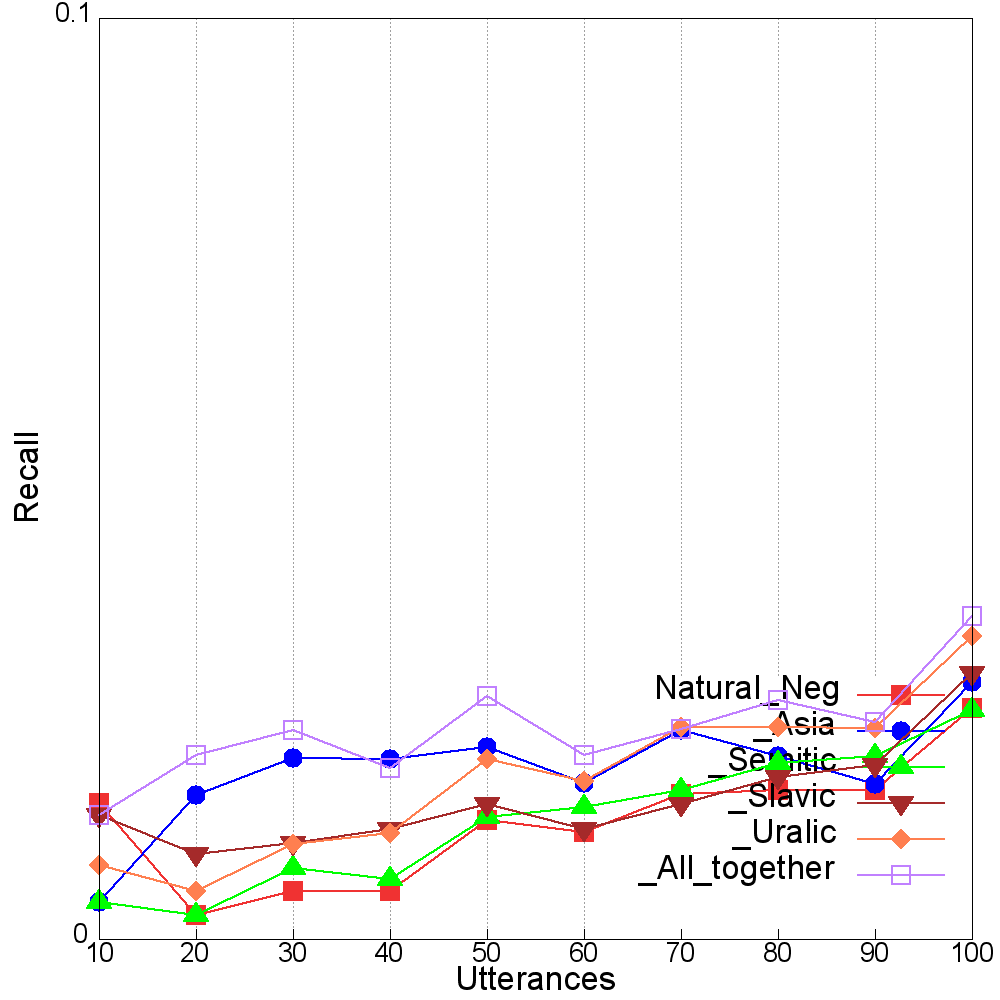 0.1
Recall
Natural_Neg
_Asia
_Semitic
_Slavic
_Uralic
_All_together
0
10 20 30 40 50 60 70 80 90 100
Utterances